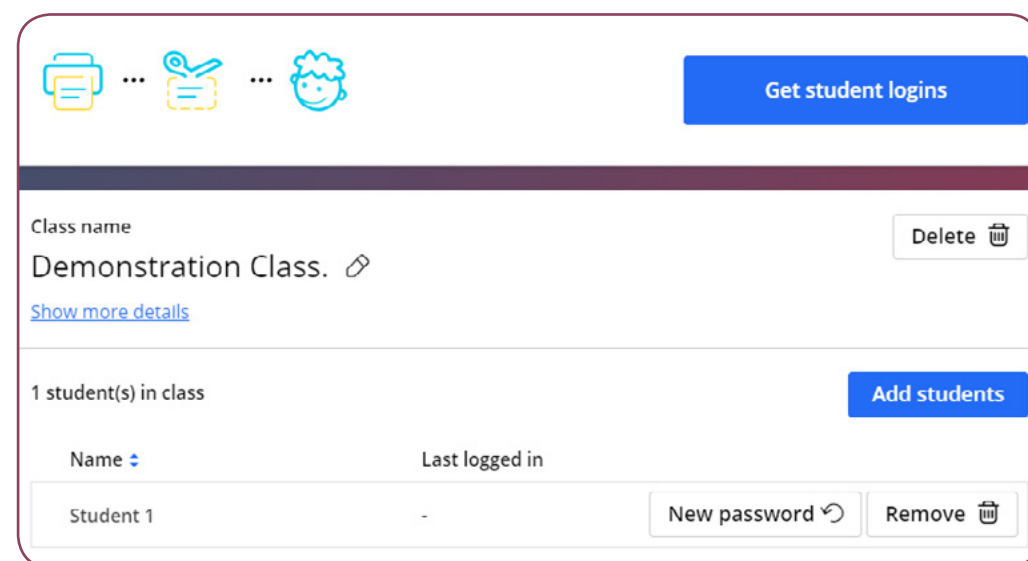 Get student logins
Class name
Delete
Demonstration Class.
Show more details
1 student(s) in class
Add students
Name Last logged in
Student 1 - New password Remove